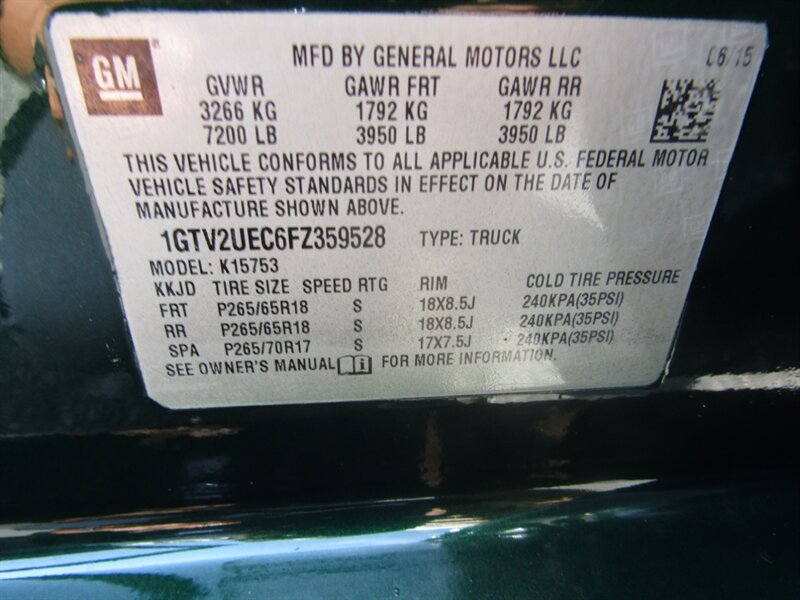 GM
MFD BY GENERAL MOTORS LLC 06/15
GVWR GAWR FRT GAWR RR
3266 KG 1792 KG 1792 KG
7200 LB 3950 LB 3950 LB
THIS VEHICLE CONFORMS TO ALL APPLICABLE U.S. FEDERAL MOTOR
VEHICLE SAFETY STANDARDS IN EFFECT ON THE DATE OF
MANUFACTURE SHOWN ABOVE.
1GTV2UEC6FZ359528 TYPE: TRUCK
MODEL: K15753
KKJD TIRE SIZE SPEED RTG RIM COLD TIRE PRESSURE
FRT P265/65R18 S 18X8.5J 240KPA(35PSI)
RR P265/65R18 S 18X8.5J 240KPA(35PSI)
SPA P265/70R17 S 17X7.5J 240KPA(35PSI)
SEE OWNER'S MANUAL FOR MORE INFORMATION.